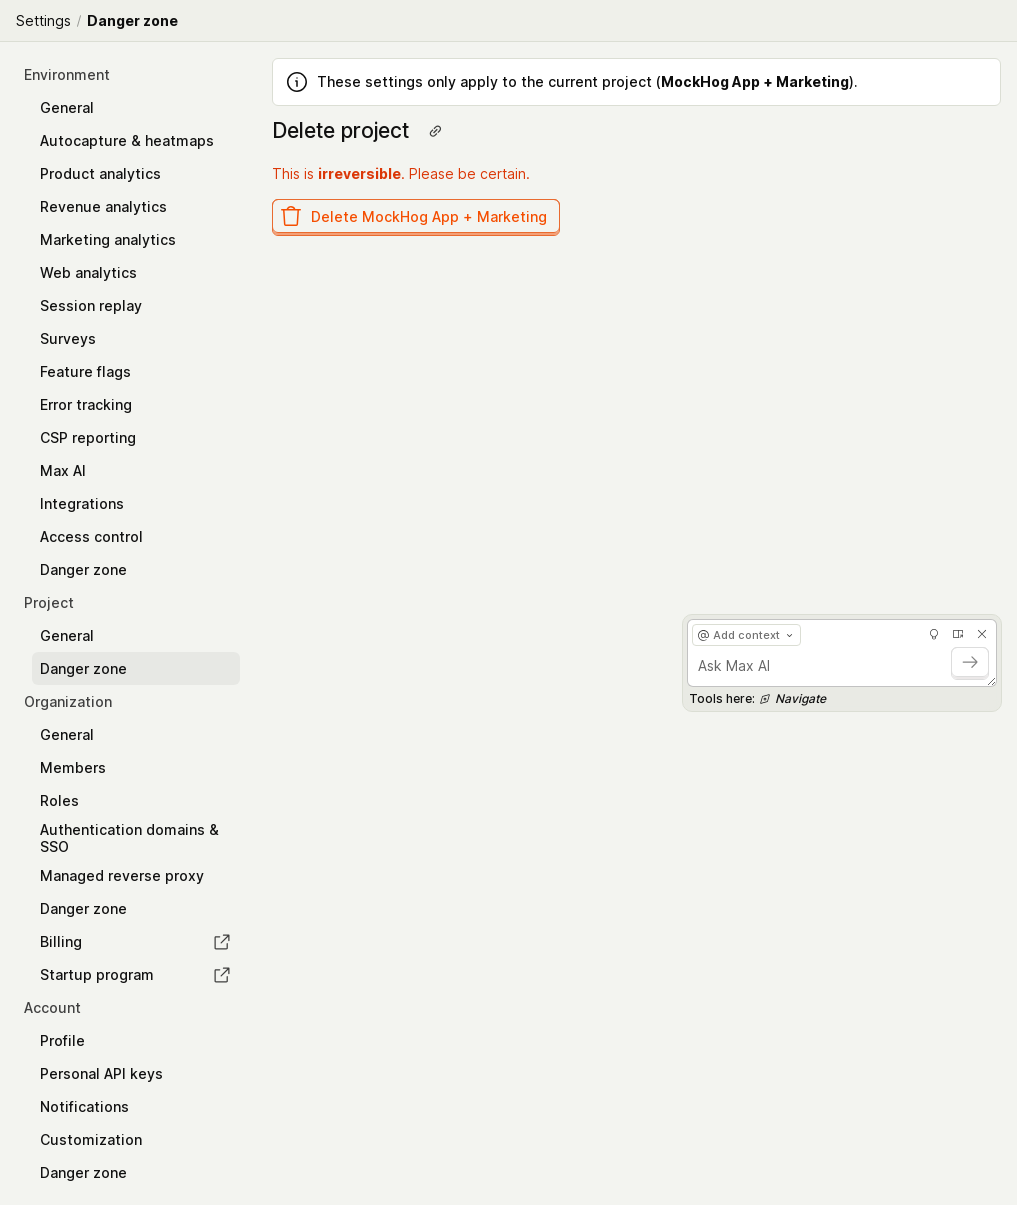 Settings / Danger zone
Environment
General
Autocapture & heatmaps
Product analytics
Revenue analytics
Marketing analytics
Web analytics
Session replay
Surveys
Feature flags
Error tracking
CSP reporting
Max AI
Integrations
Access control
Danger zone
Project
General
Danger zone
Organization
General
Members
Roles
Authentication domains &
SSO
Managed reverse proxy
Danger zone
Billing
Startup program
Account
Profile
Personal API keys
Notifications
Customization
Danger zone
These settings only apply to the current project (MockHog App + Marketing).
Delete project
This is irreversible. Please be certain.
Delete MockHog App + Marketing
@ Add context
Ask Max AI
Tools here: Navigate